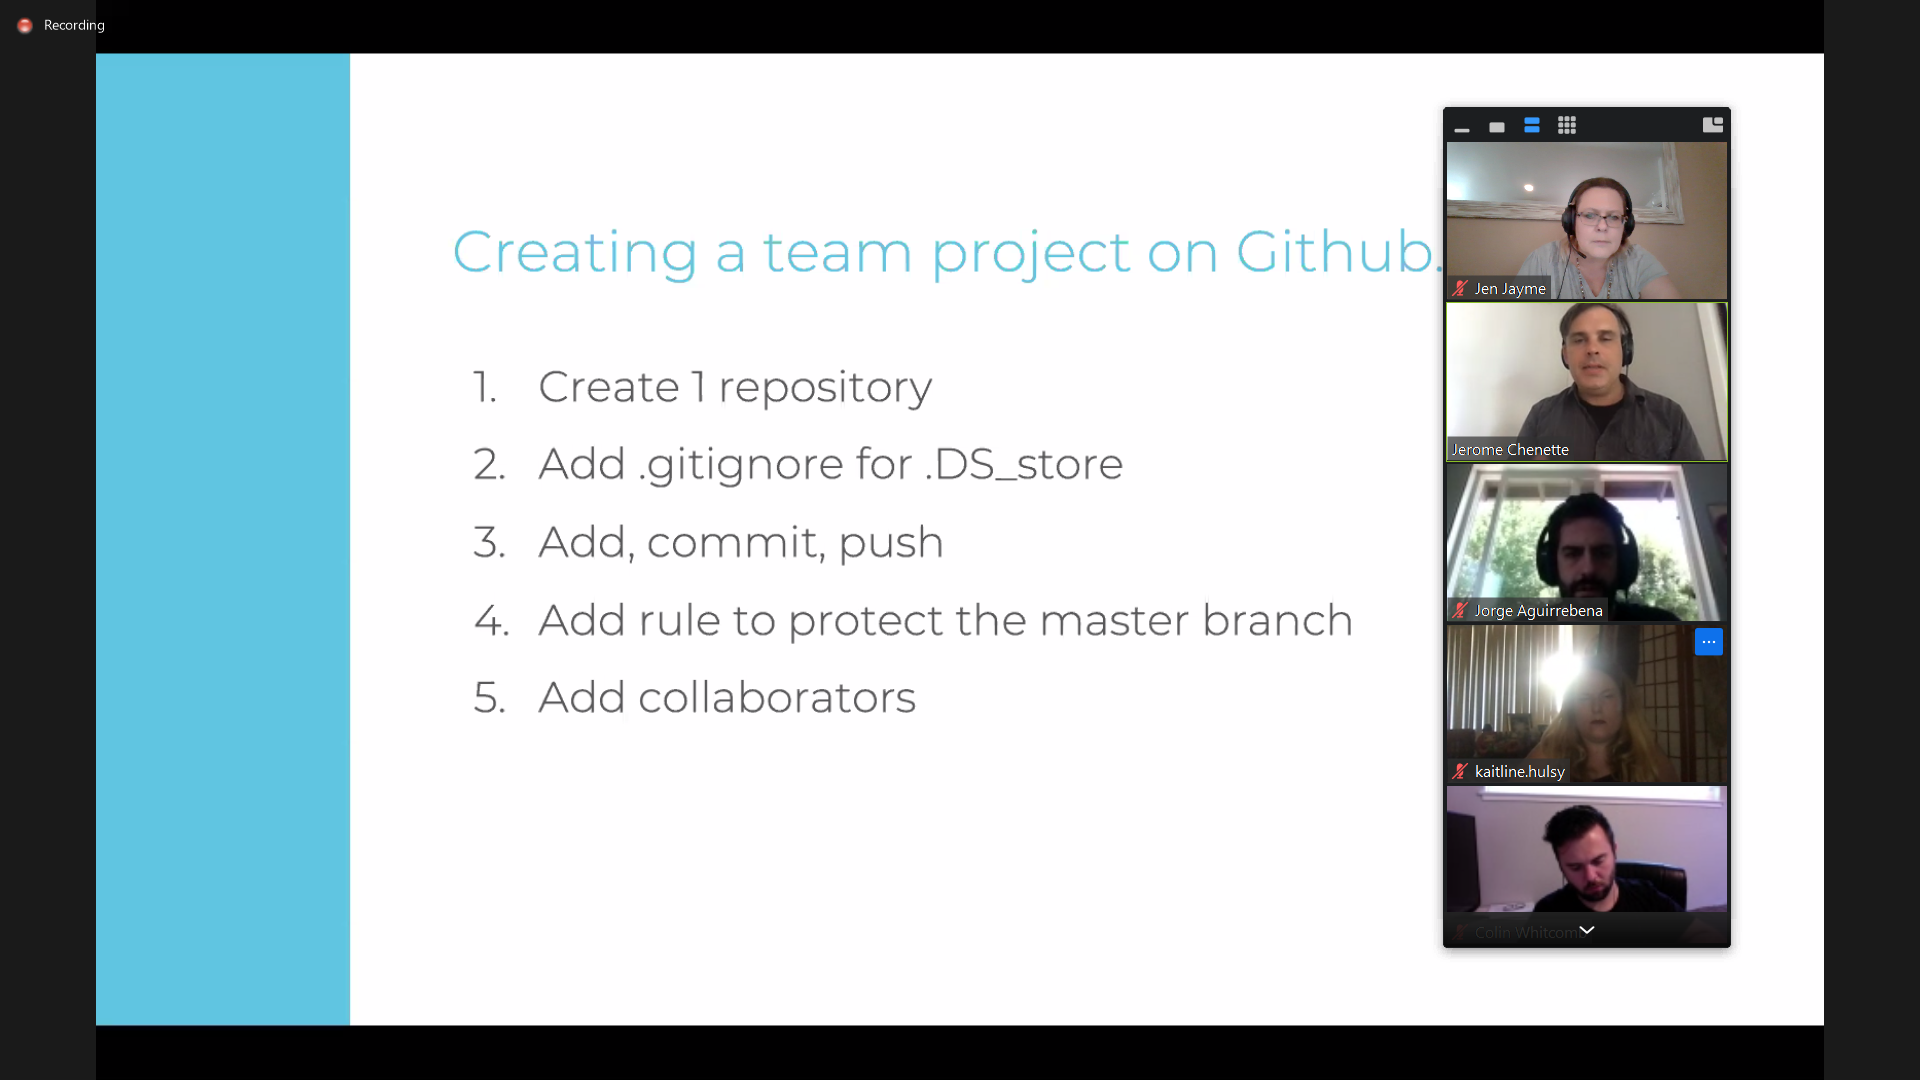 Recording
Creating a team project on Github.
1. Create 1 repository
2. Add .gitignore for .DS_store
3. Add, commit, push
4. Add rule to protect the master branch
5. Add collaborators
Jen Jayme
Jerome Chenette
Jorge Aguirrebena
kaitline.hulsy
Colin Whitcomb